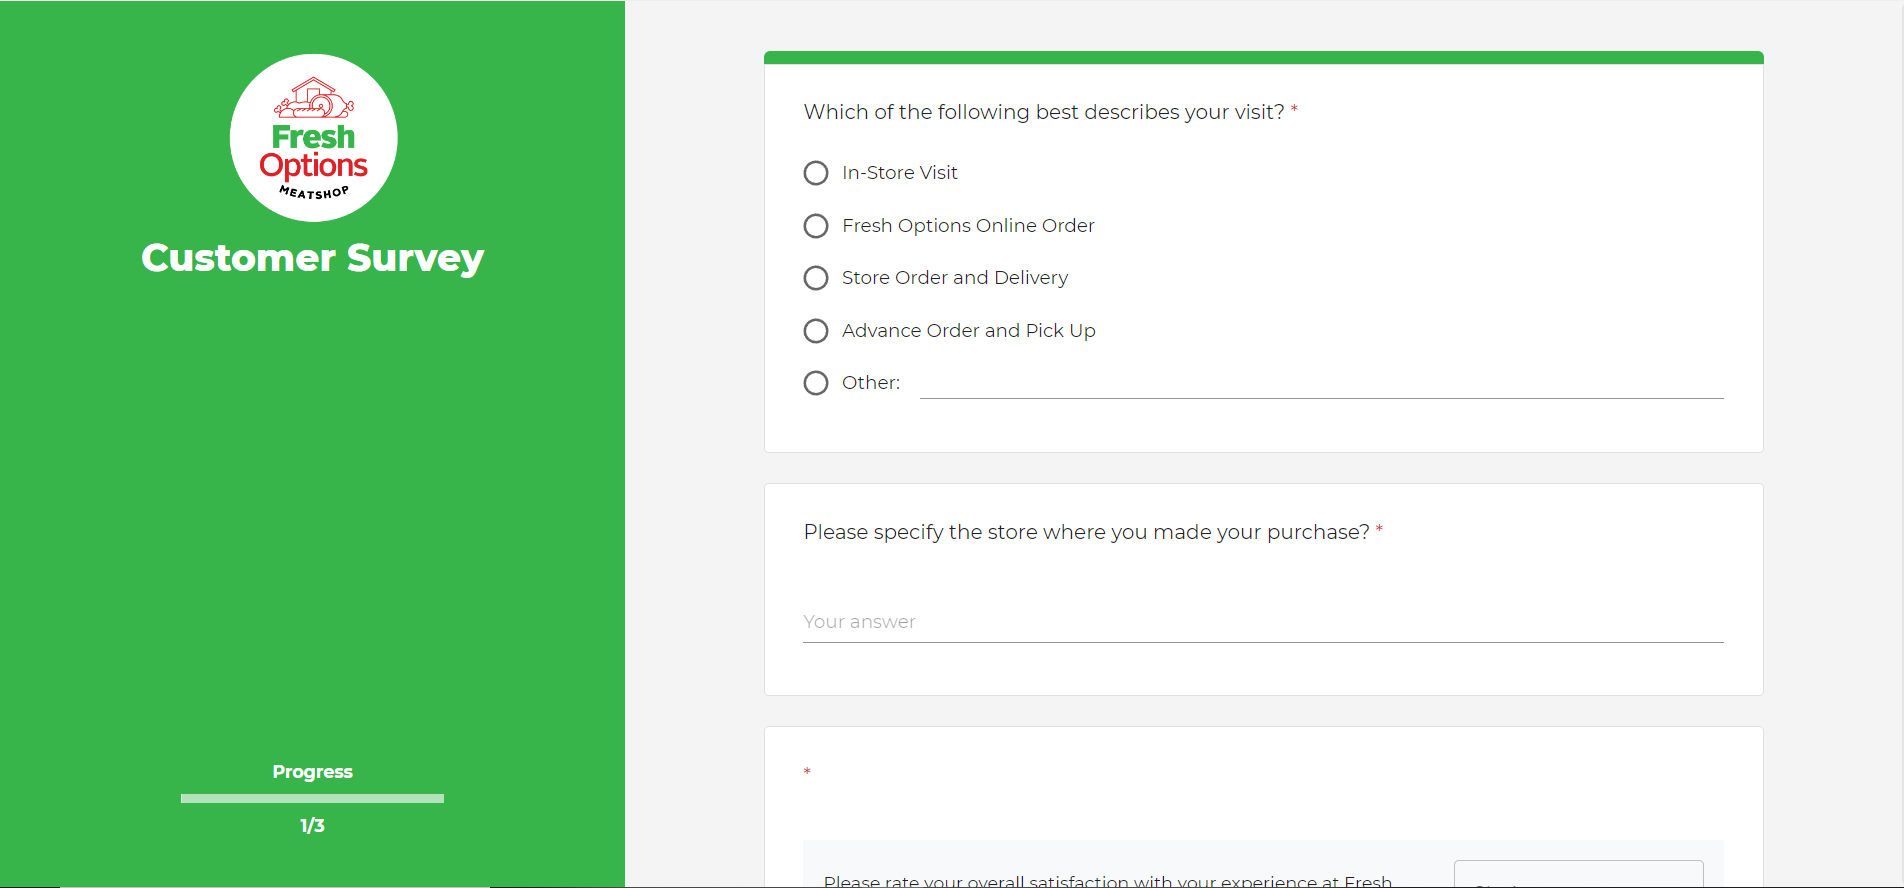 Fresh
Options
MEATSHOP
Customer Survey
Progress
1/3
Which of the following best describes your visit? *
In-Store Visit
Fresh Options Online Order
Store Order and Delivery
Advance Order and Pick Up
Other:
Please specify the store where you made your purchase? *
Your answer
*
Please rate your overall satisfaction with your experience at Fresh